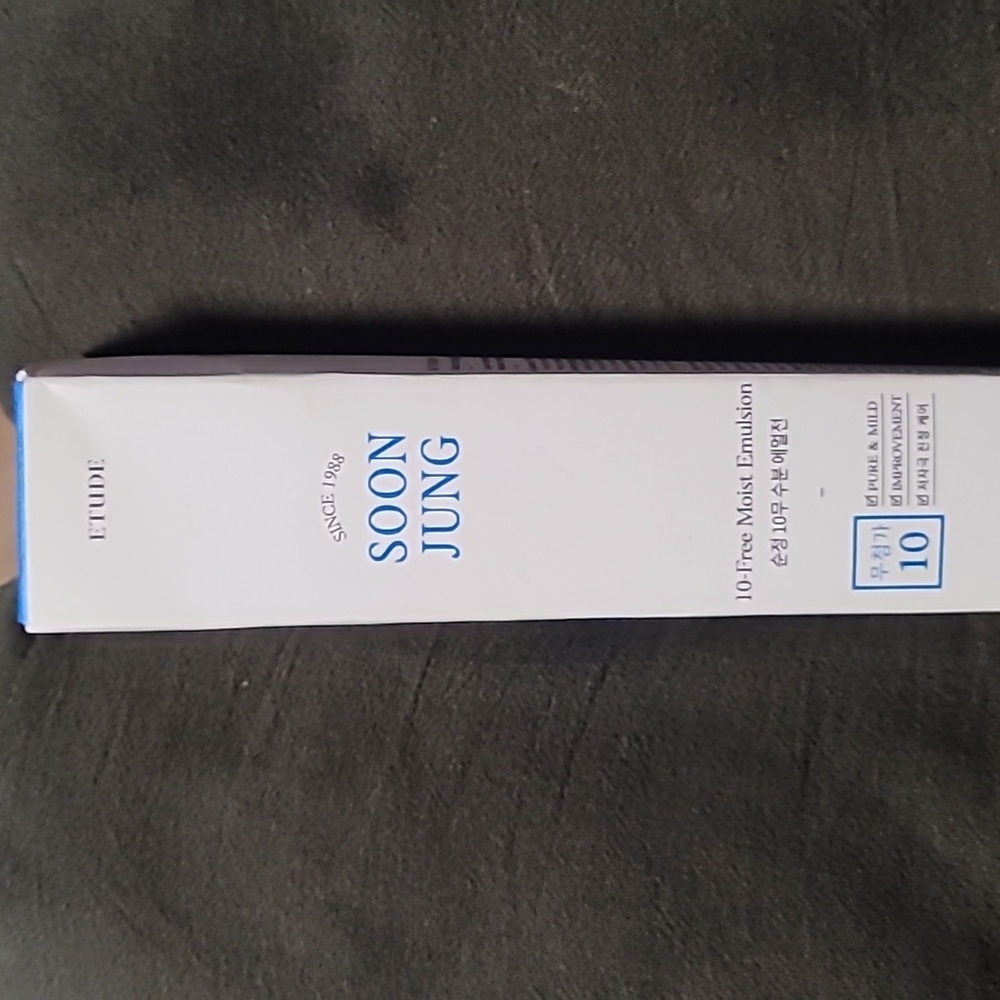 ETUDE
SINCE 1988
SOON
JUNG
10-Free Moist Emulsion
순정 10무 수분 에멀전
무첨가
10
☑ PURE & MILD
☑ IMPROVEMENT
☑ 저자극 진정 케어